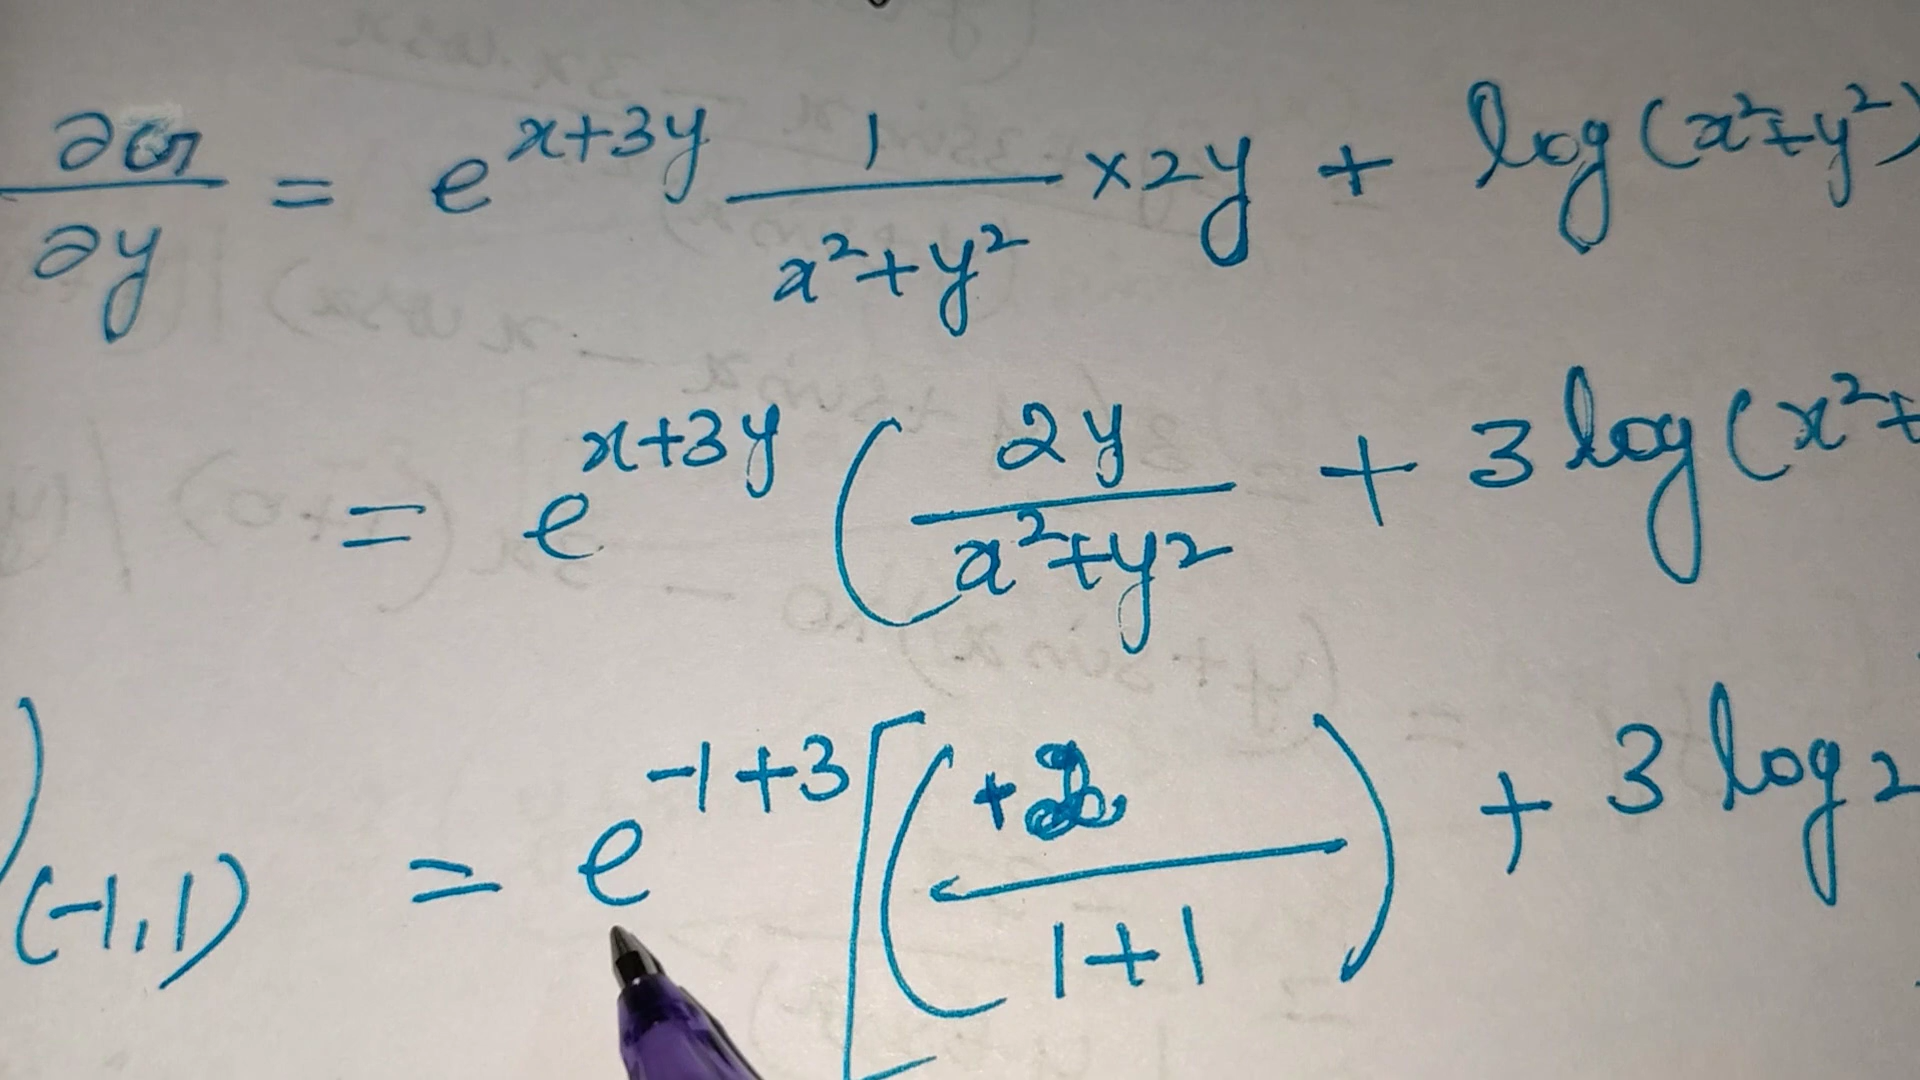 ∂G/∂y = e^{x+3y} 1/(x²+y²) ×2y + log(x²+y²)
= e^{x+3y} (2y/(x²+y²) + 3 log(x²+
)(-1,1) = e^{-1+3} [(+2/(1+1)) + 3 log 2